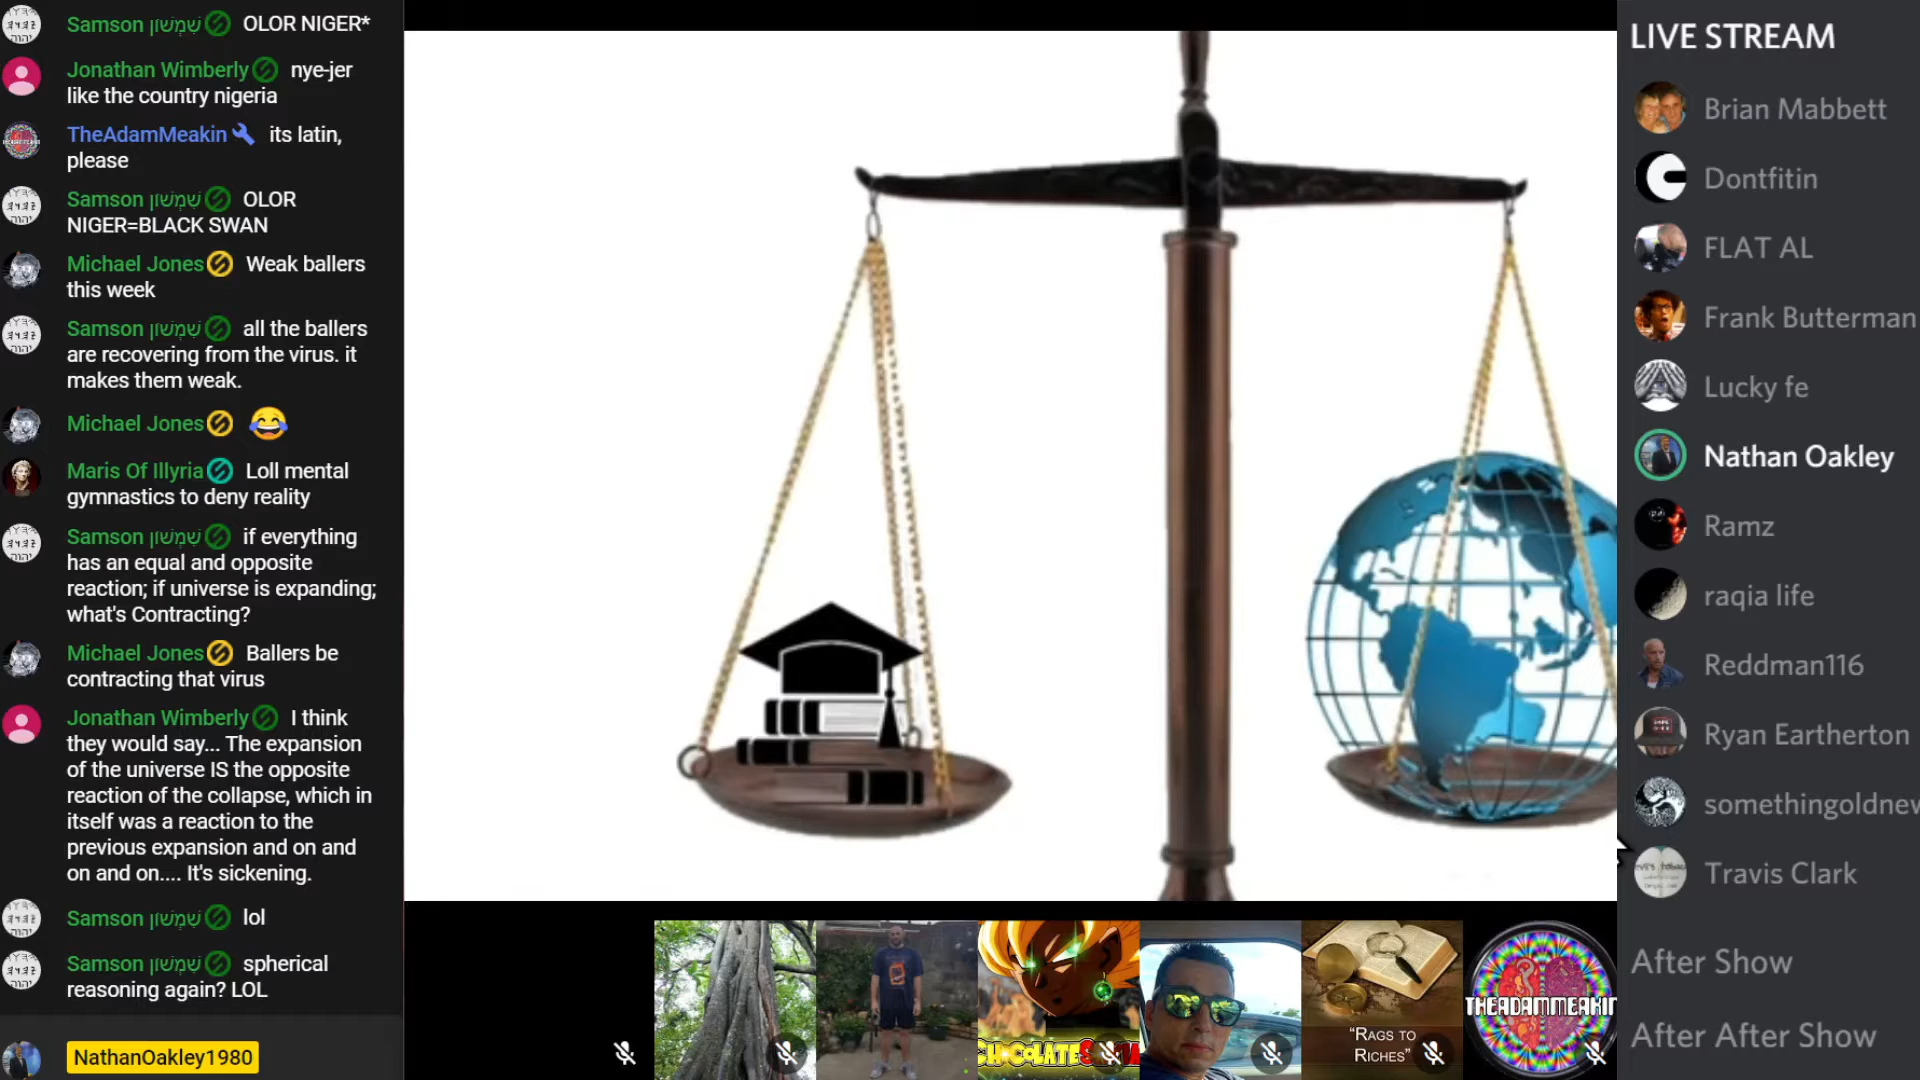 Samson שִׁמְשׁוֹן OLOR NIGER*
Jonathan Wimberly nye-jer
like the country nigeria
TheAdamMeakin its latin,
please
Samson שִׁמְשׁוֹן OLOR
NIGER=BLACK SWAN
Michael Jones Weak ballers
this week
Samson שִׁמְשׁוֹן all the ballers
are recovering from the virus. it
makes them weak.
Michael Jones 😂
Maris Of Illyria Loll mental
gymnastics to deny reality
Samson שִׁמְשׁוֹן if everything
has an equal and opposite
reaction; if universe is expanding;
what's Contracting?
Michael Jones Ballers be
contracting that virus
Jonathan Wimberly I think
they would say... The expansion
of the universe IS the opposite
reaction of the collapse, which in
itself was a reaction to the
previous expansion and on and
on and on.... It's sickening.
Samson שִׁמְשׁוֹן lol
Samson שִׁמְשׁוֹן spherical
reasoning again? LOL
NathanOakley1980
"RAGS TO
RICHES"
THEADAMMEAKIN
LIVE STREAM
Brian Mabbett
Dontfitin
FLAT AL
Frank Butterman
Lucky fe
Nathan Oakley
Ramz
raqia life
Reddman116
Ryan Eartherton
somethingoldnew
Travis Clark
After Show
After After Show